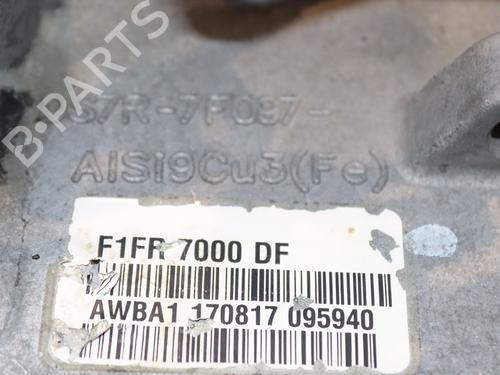 B-PARTS
S7R-7F097-
AlSi9Cu3(Fe)
F1FR 7000 DF
AWBA1 170817 095940